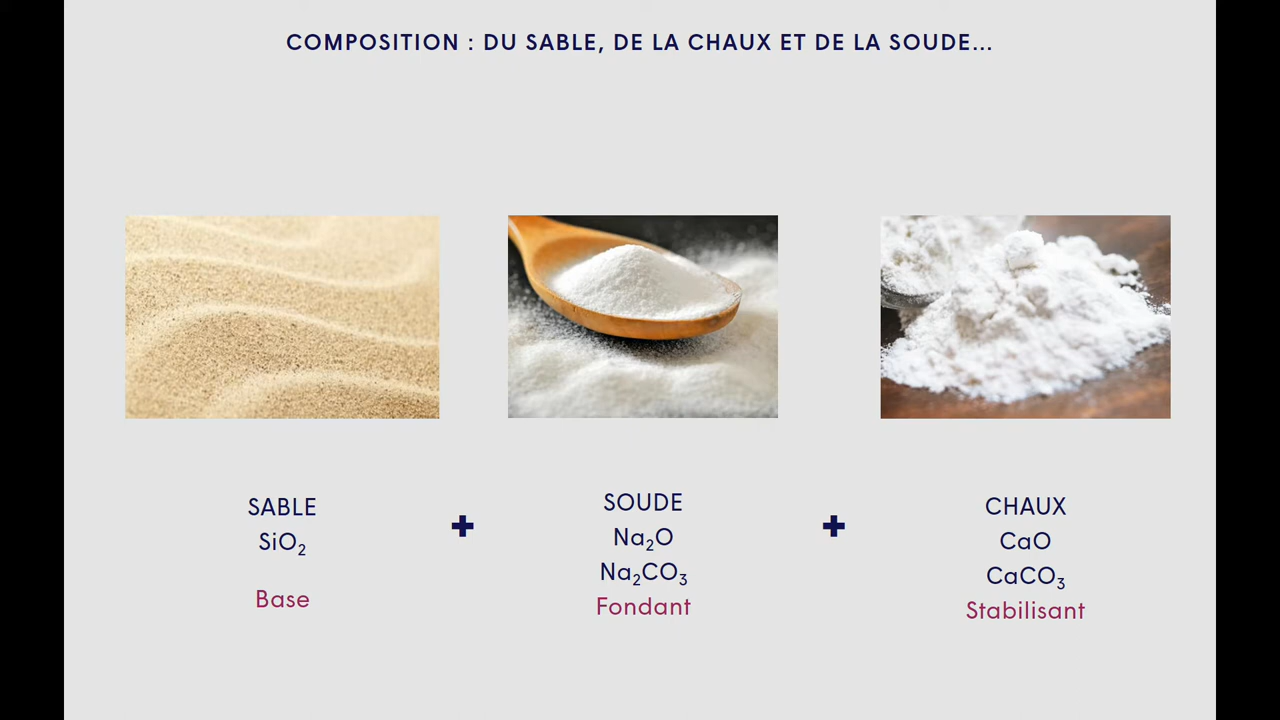 COMPOSITION : DU SABLE, DE LA CHAUX ET DE LA SOUDE...
SABLE
SiO₂
Base
+
SOUDE
Na₂O
Na₂CO₃
Fondant
+
CHAUX
CaO
CaCO₃
Stabilisant